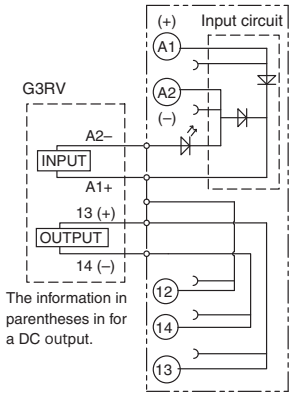 (+)
Input circuit
A1
G3RV
A2
(–)
A2–
INPUT
A1+
13 (+)
OUTPUT
14 (–)
12
14
13
The information in
parentheses in for
a DC output.